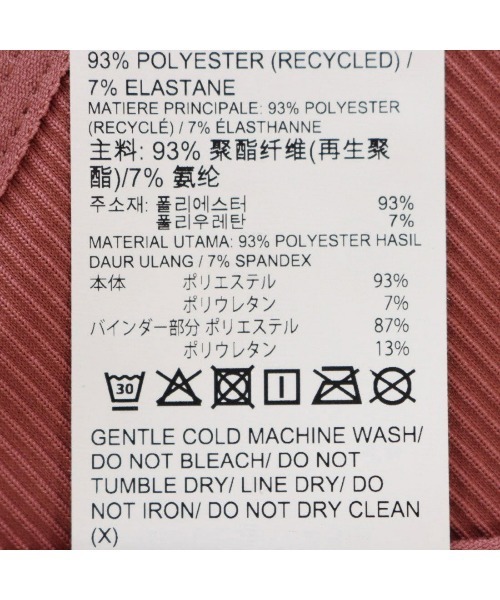 93% POLYESTER (RECYCLED) /
7% ELASTANE
MATIERE PRINCIPALE: 93% POLYESTER
(RECYCLÉ) / 7% ÉLASTHANNE
主料: 93% 聚酯纤维(再生聚
酯)/7% 氨纶
주소재: 폴리에스터 93%
폴리우레탄 7%
MATERIAL UTAMA: 93% POLYESTER HASIL
DAUR ULANG / 7% SPANDEX
本体 ポリエステル 93%
ポリウレタン 7%
バインダー部分 ポリエステル 87%
ポリウレタン 13%
30
GENTLE COLD MACHINE WASH/
DO NOT BLEACH/ DO NOT
TUMBLE DRY/ LINE DRY/ DO
NOT IRON/ DO NOT DRY CLEAN
(X)